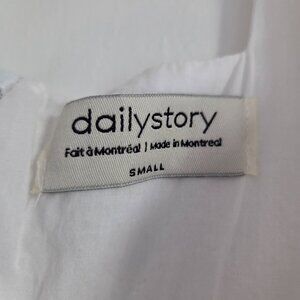 dailystory
Fait à Montréal | Made in Montreal
SMALL